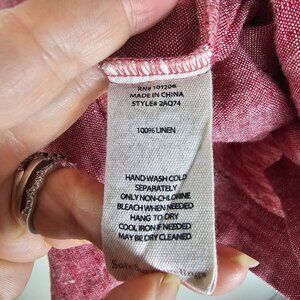 RN# 101206
MADE IN CHINA
STYLE# 2AQ74
100% LINEN
HAND WASH COLD
SEPARATELY
ONLY NON-CHLORINE
BLEACH WHEN NEEDED
HANG TO DRY
COOL IRON IF NEEDED
MAY BE DRY CLEANED